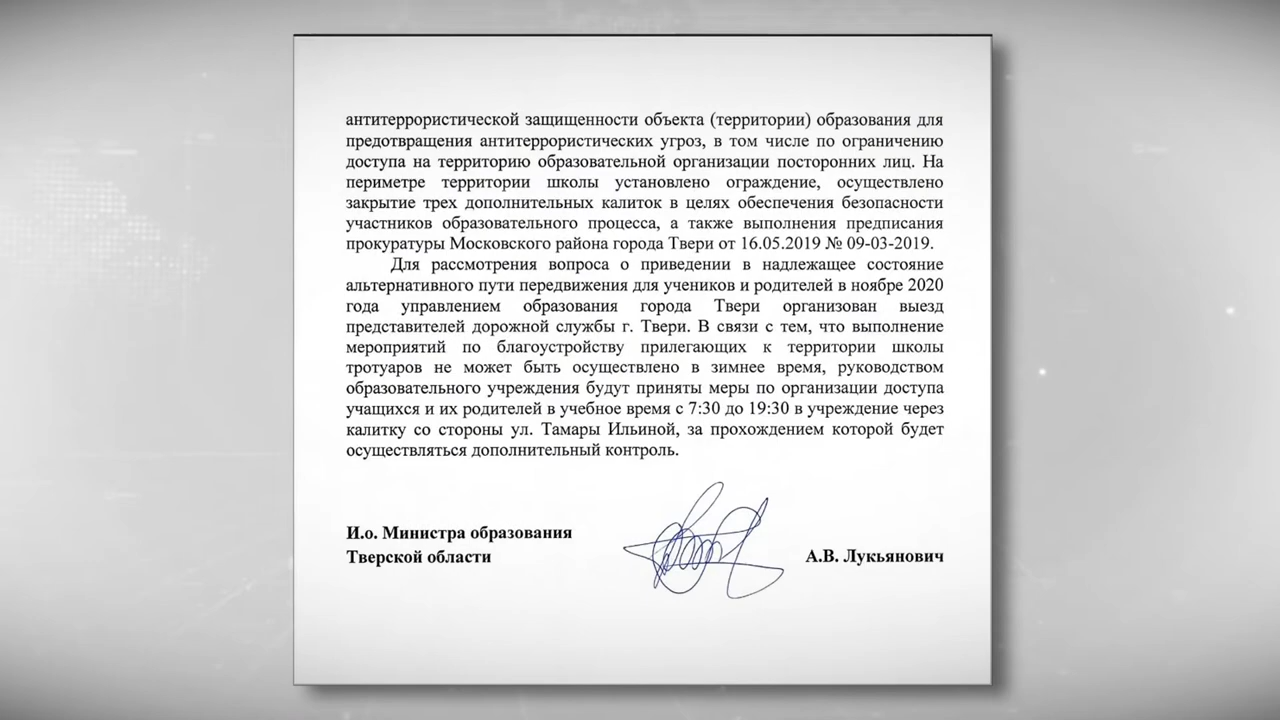 антитеррористической защищенности объекта (территории) образования для
предотвращения антитеррористических угроз, в том числе по ограничению
доступа на территорию образовательной организации посторонних лиц. На
периметре территории школы установлено ограждение, осуществлено
закрытие трех дополнительных калиток в целях обеспечения безопасности
участников образовательного процесса, а также выполнения предписания
прокуратуры Московского района города Твери от 16.05.2019 № 09-03-2019.
Для рассмотрения вопроса о приведении в надлежащее состояние
альтернативного пути передвижения для учеников и родителей в ноябре 2020
года управлением образования города Твери организован выезд
представителей дорожной службы г. Твери. В связи с тем, что выполнение
мероприятий по благоустройству прилегающих к территории школы
тротуаров не может быть осуществлено в зимнее время, руководством
образовательного учреждения будут приняты меры по организации доступа
учащихся и их родителей в учебное время с 7:30 до 19:30 в учреждение через
калитку со стороны ул. Тамары Ильиной, за прохождением которой будет
осуществляться дополнительный контроль.
И.о. Министра образования
Тверской области
А.В. Лукьянович